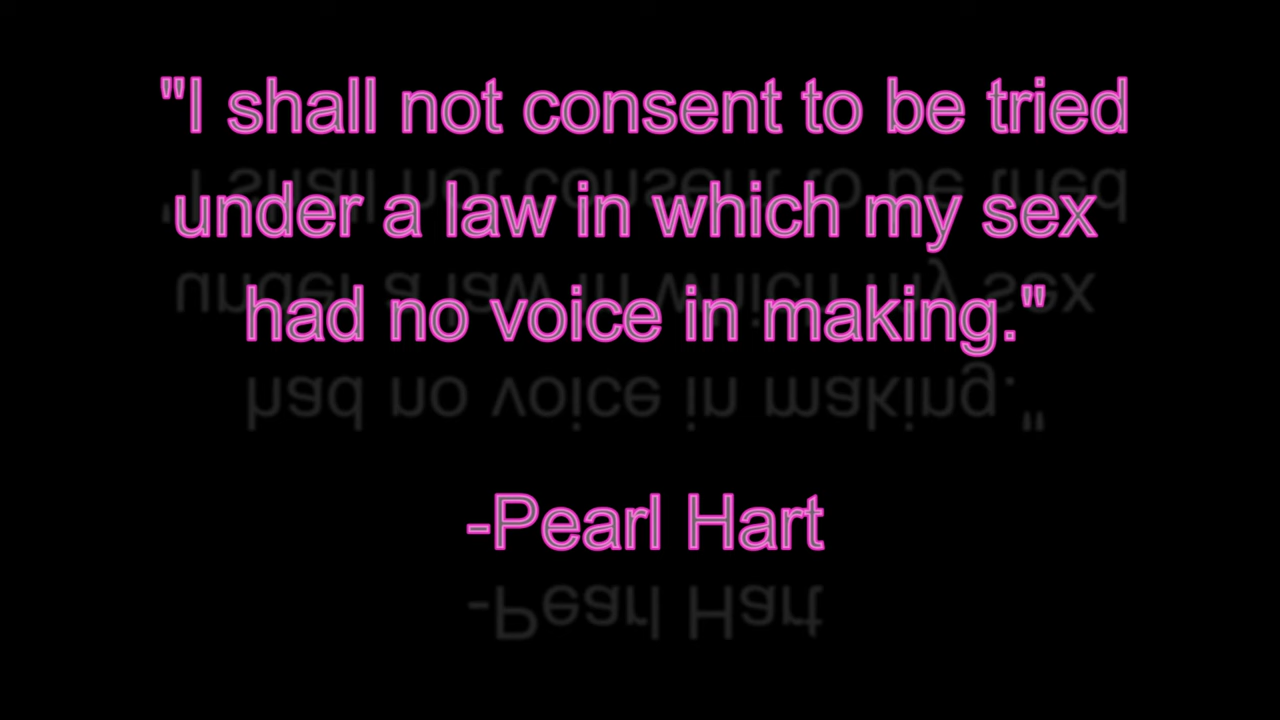 "I shall not consent to be tried
under a law in which my sex
had no voice in making."
-Pearl Hart